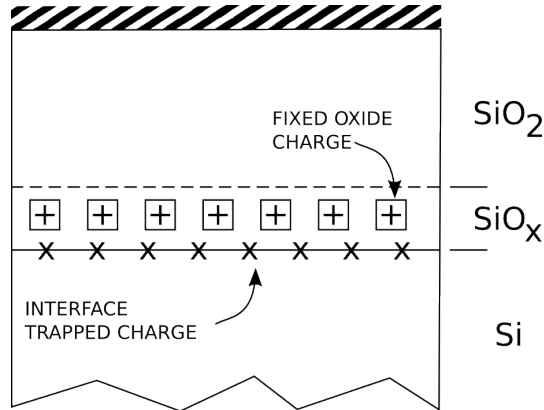 SiO2
FIXED OXIDE
CHARGE
+ + + + + + +
SiOx
X X X X X X X X
INTERFACE
TRAPPED CHARGE
Si